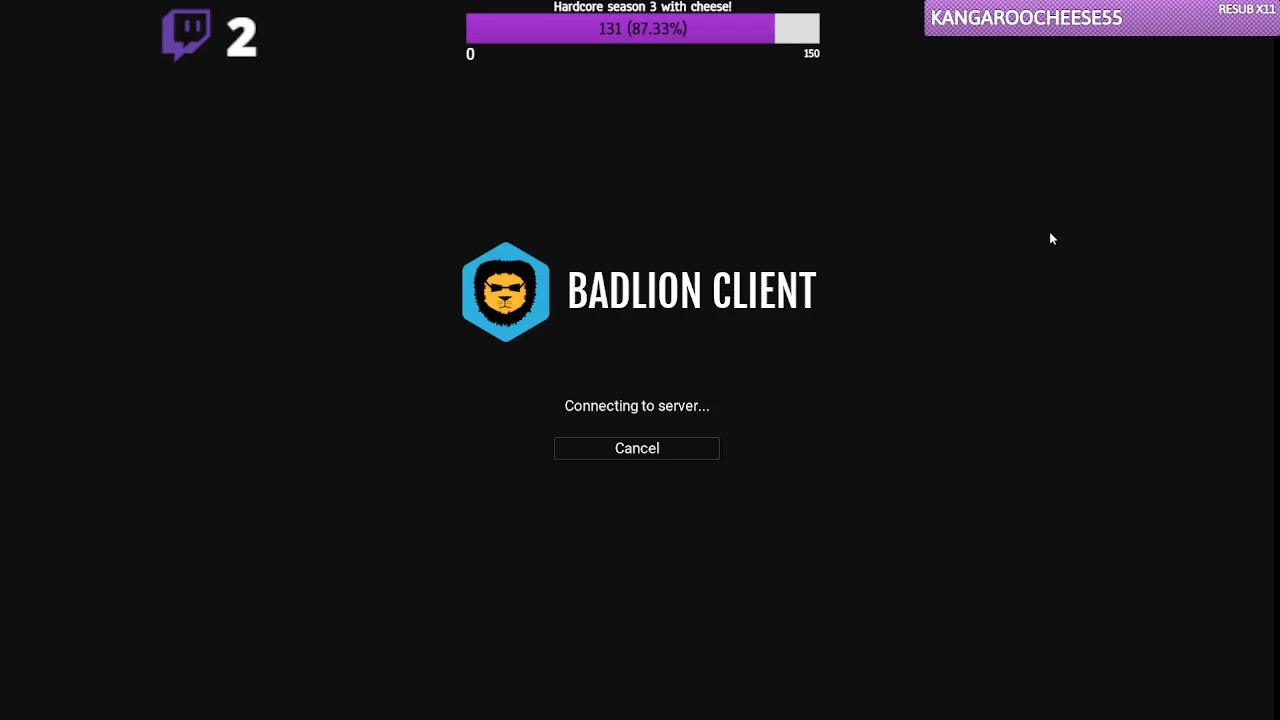 2
Hardcore season 3 with cheese!
131 (87.33%)
0
150
KANGAROOCHEESE55
RESUB X11
BADLION CLIENT
Connecting to server...
Cancel